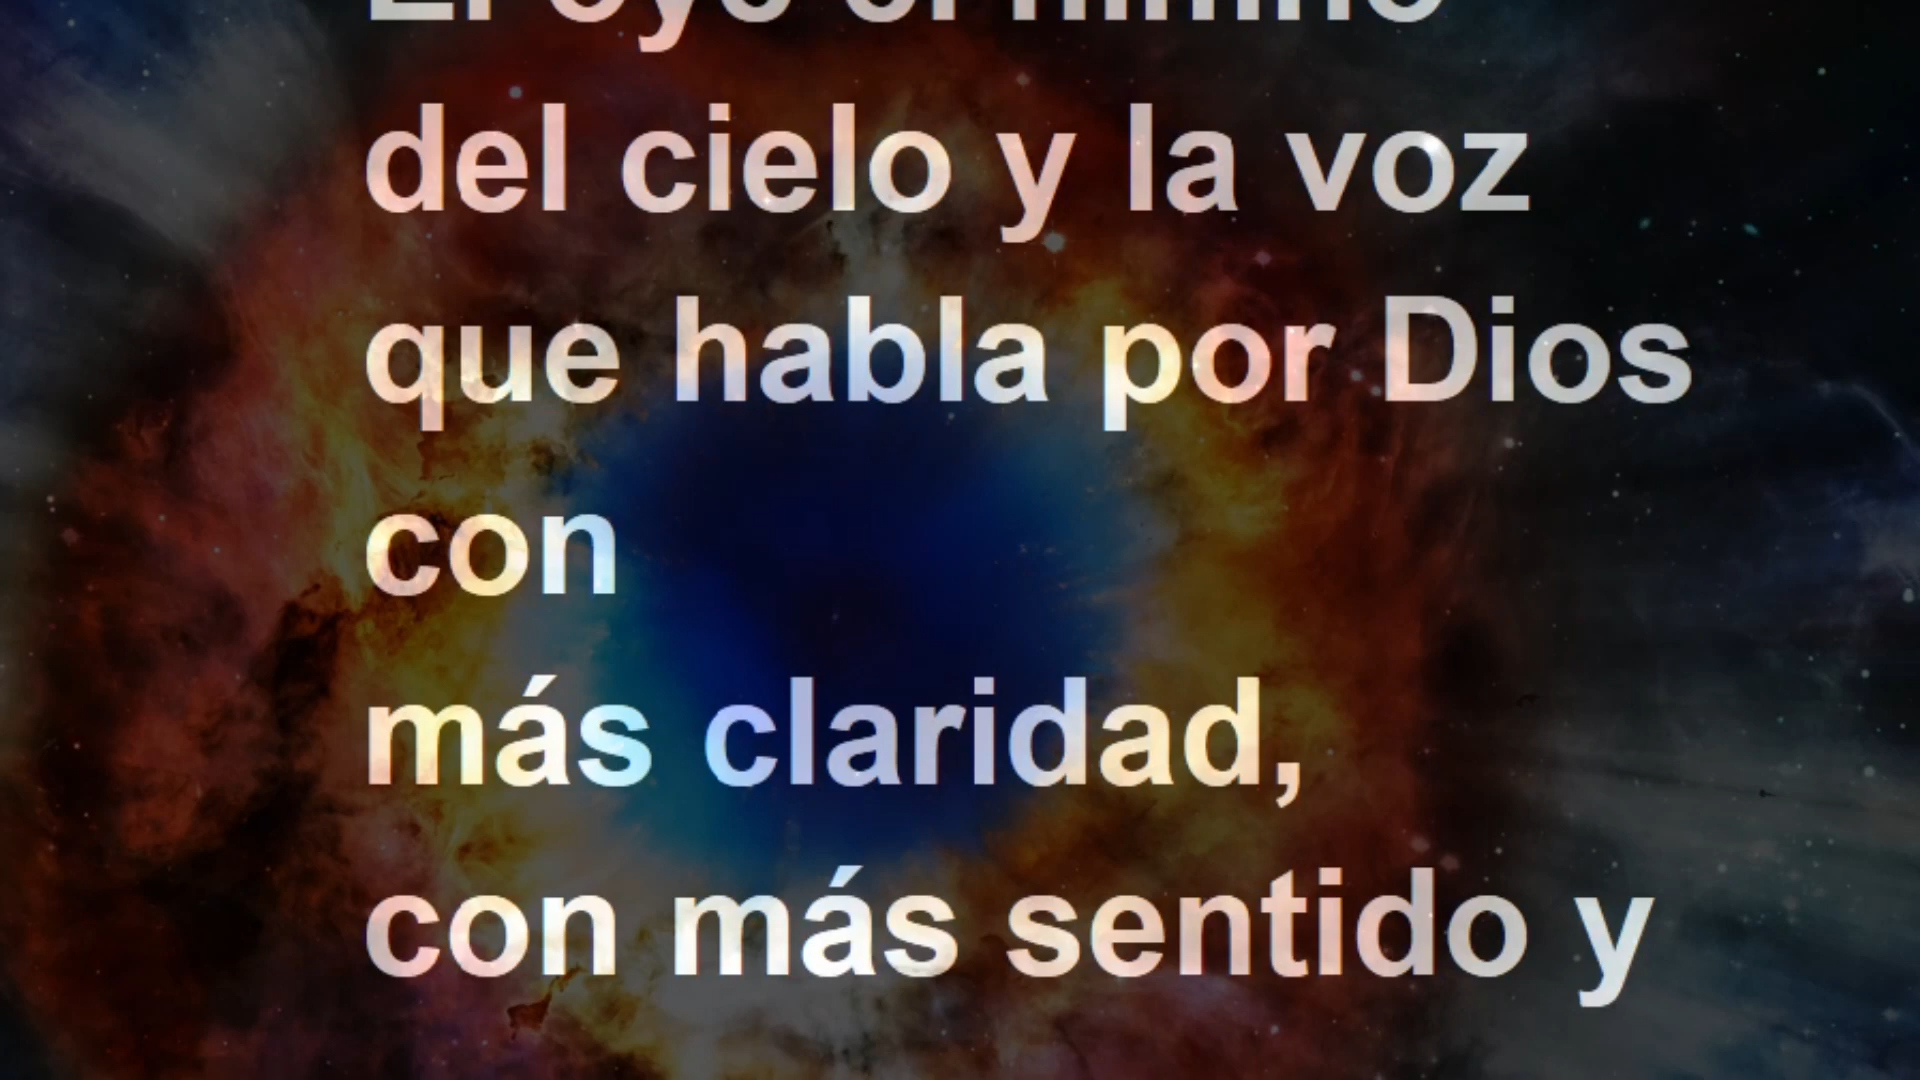 del cielo y la voz
que habla por Dios
con
más claridad,
con más sentido y